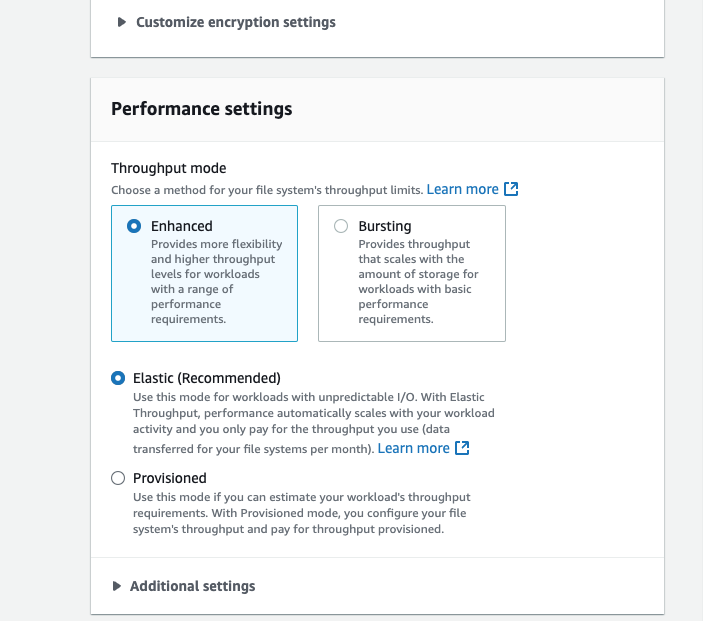 Customize encryption settings
Performance settings
Throughput mode
Choose a method for your file system's throughput limits. Learn more
Enhanced
Provides more flexibility
and higher throughput
levels for workloads
with a range of
performance
requirements.
Bursting
Provides throughput
that scales with the
amount of storage for
workloads with basic
performance
requirements.
Elastic (Recommended)
Use this mode for workloads with unpredictable I/O. With Elastic
Throughput, performance automatically scales with your workload
activity and you only pay for the throughput you use (data
transferred for your file systems per month). Learn more
Provisioned
Use this mode if you can estimate your workload's throughput
requirements. With Provisioned mode, you configure your file
system's throughput and pay for throughput provisioned.
Additional settings